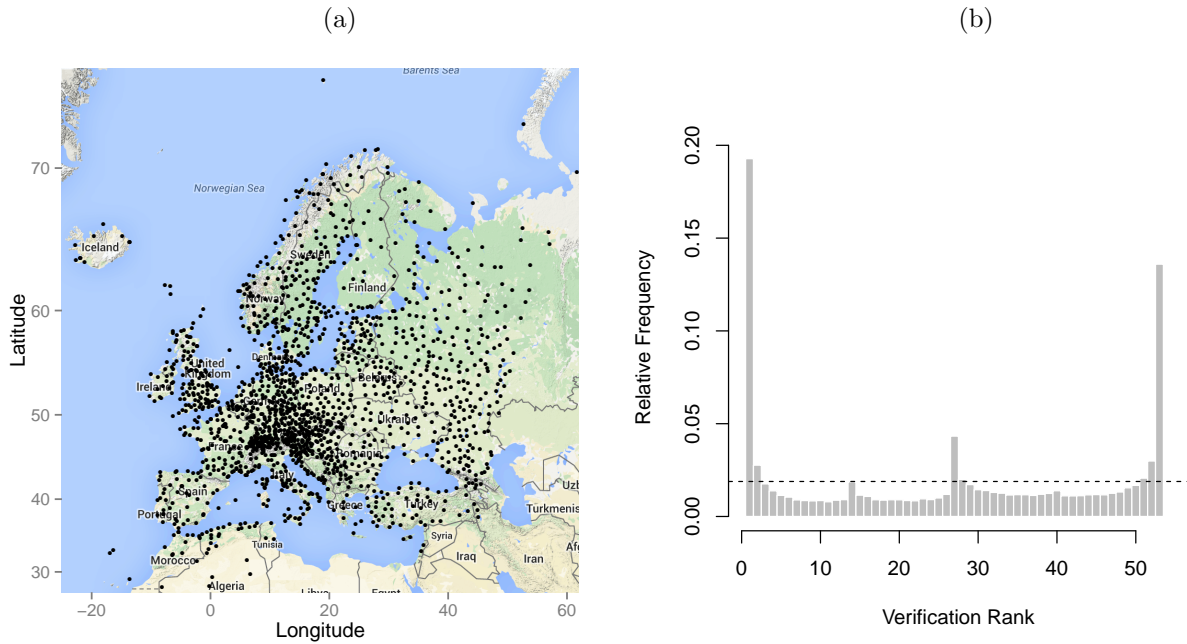 (a)
(b)
Barents Sea
Norwegian Sea
Iceland
Sweden
Finland
Norway
United
Kingdom
Ireland
Poland
Belarus
Ukraine
France
Romania
Italy
Spain
Portugal
Greece
Turkey
Tunisia
Syria
Iraq
Iran
Turkmenis
Uzb
Af
Morocco
Algeria
Libya
Egypt
70
60
50
40
30
Latitude
−20
0
20
40
60
Longitude
0.20
0.15
0.10
0.05
0.00
Relative Frequency
0
10
20
30
40
50
Verification Rank